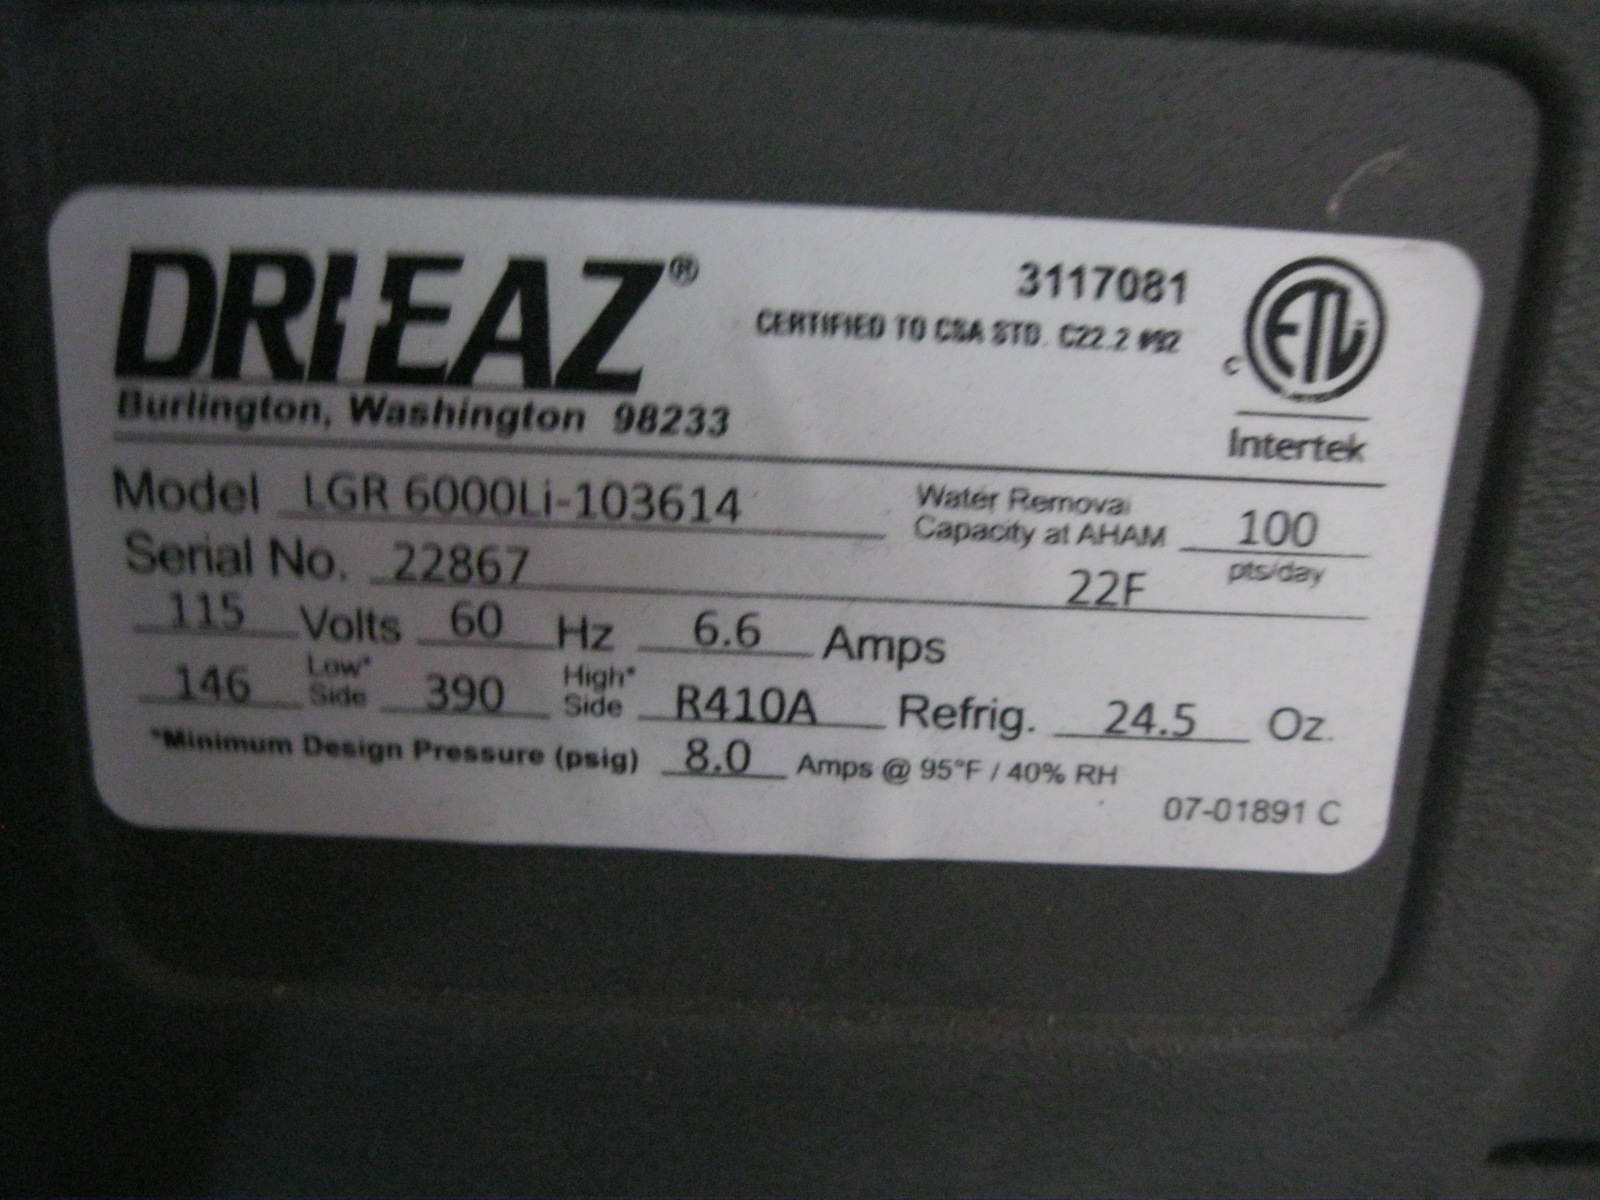 DRI-EAZ®
3117081
CERTIFIED TO CSA STD. C22.2 #92
ETL
c
Intertek
Burlington, Washington 98233
Model LGR 6000Li-103614
Water Removal
Capacity at AHAM 100
pts/day
Serial No. 22867 22F
115 Volts 60 Hz 6.6 Amps
146 Low* Side 390 High* Side R410A Refrig. 24.5 Oz.
*Minimum Design Pressure (psig) 8.0 Amps @ 95°F / 40% RH
07-01891 C